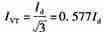 I_VT = I_d/√3 = 0.577I_d